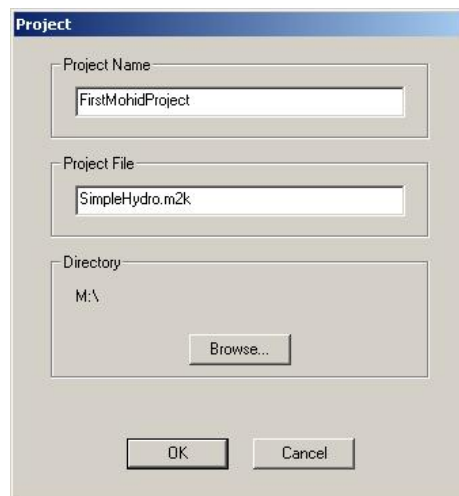 Project
Project Name
FirstMohidProject
Project File
SimpleHydro.m2k
Directory
M:\
Browse...
OK
Cancel